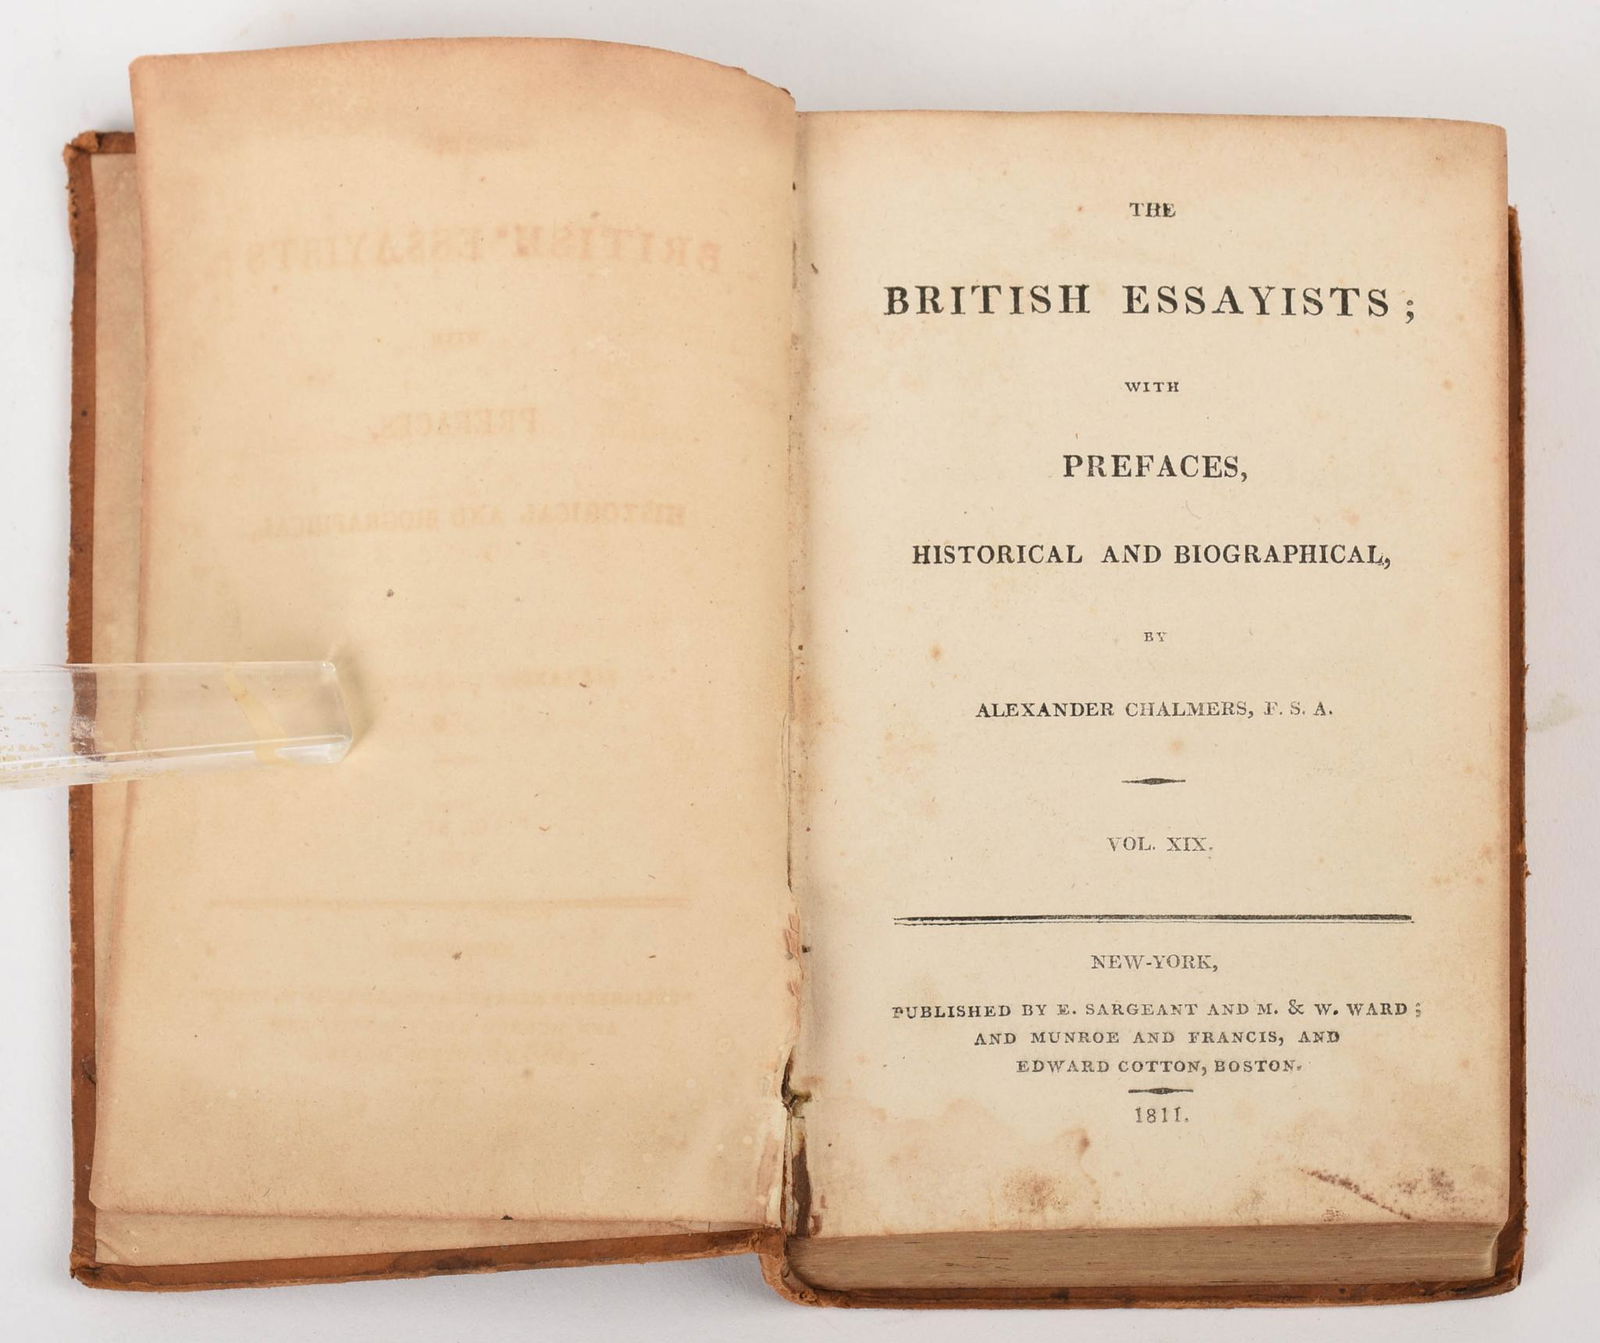 THE
BRITISH ESSAYISTS;
WITH
PREFACES,
HISTORICAL AND BIOGRAPHICAL,
BY
ALEXANDER CHALMERS, F. S. A.
VOL. XIX.
NEW-YORK,
PUBLISHED BY E. SARGEANT AND M. & W. WARD;
AND MUNROE AND FRANCIS, AND
EDWARD COTTON, BOSTON.
1811.